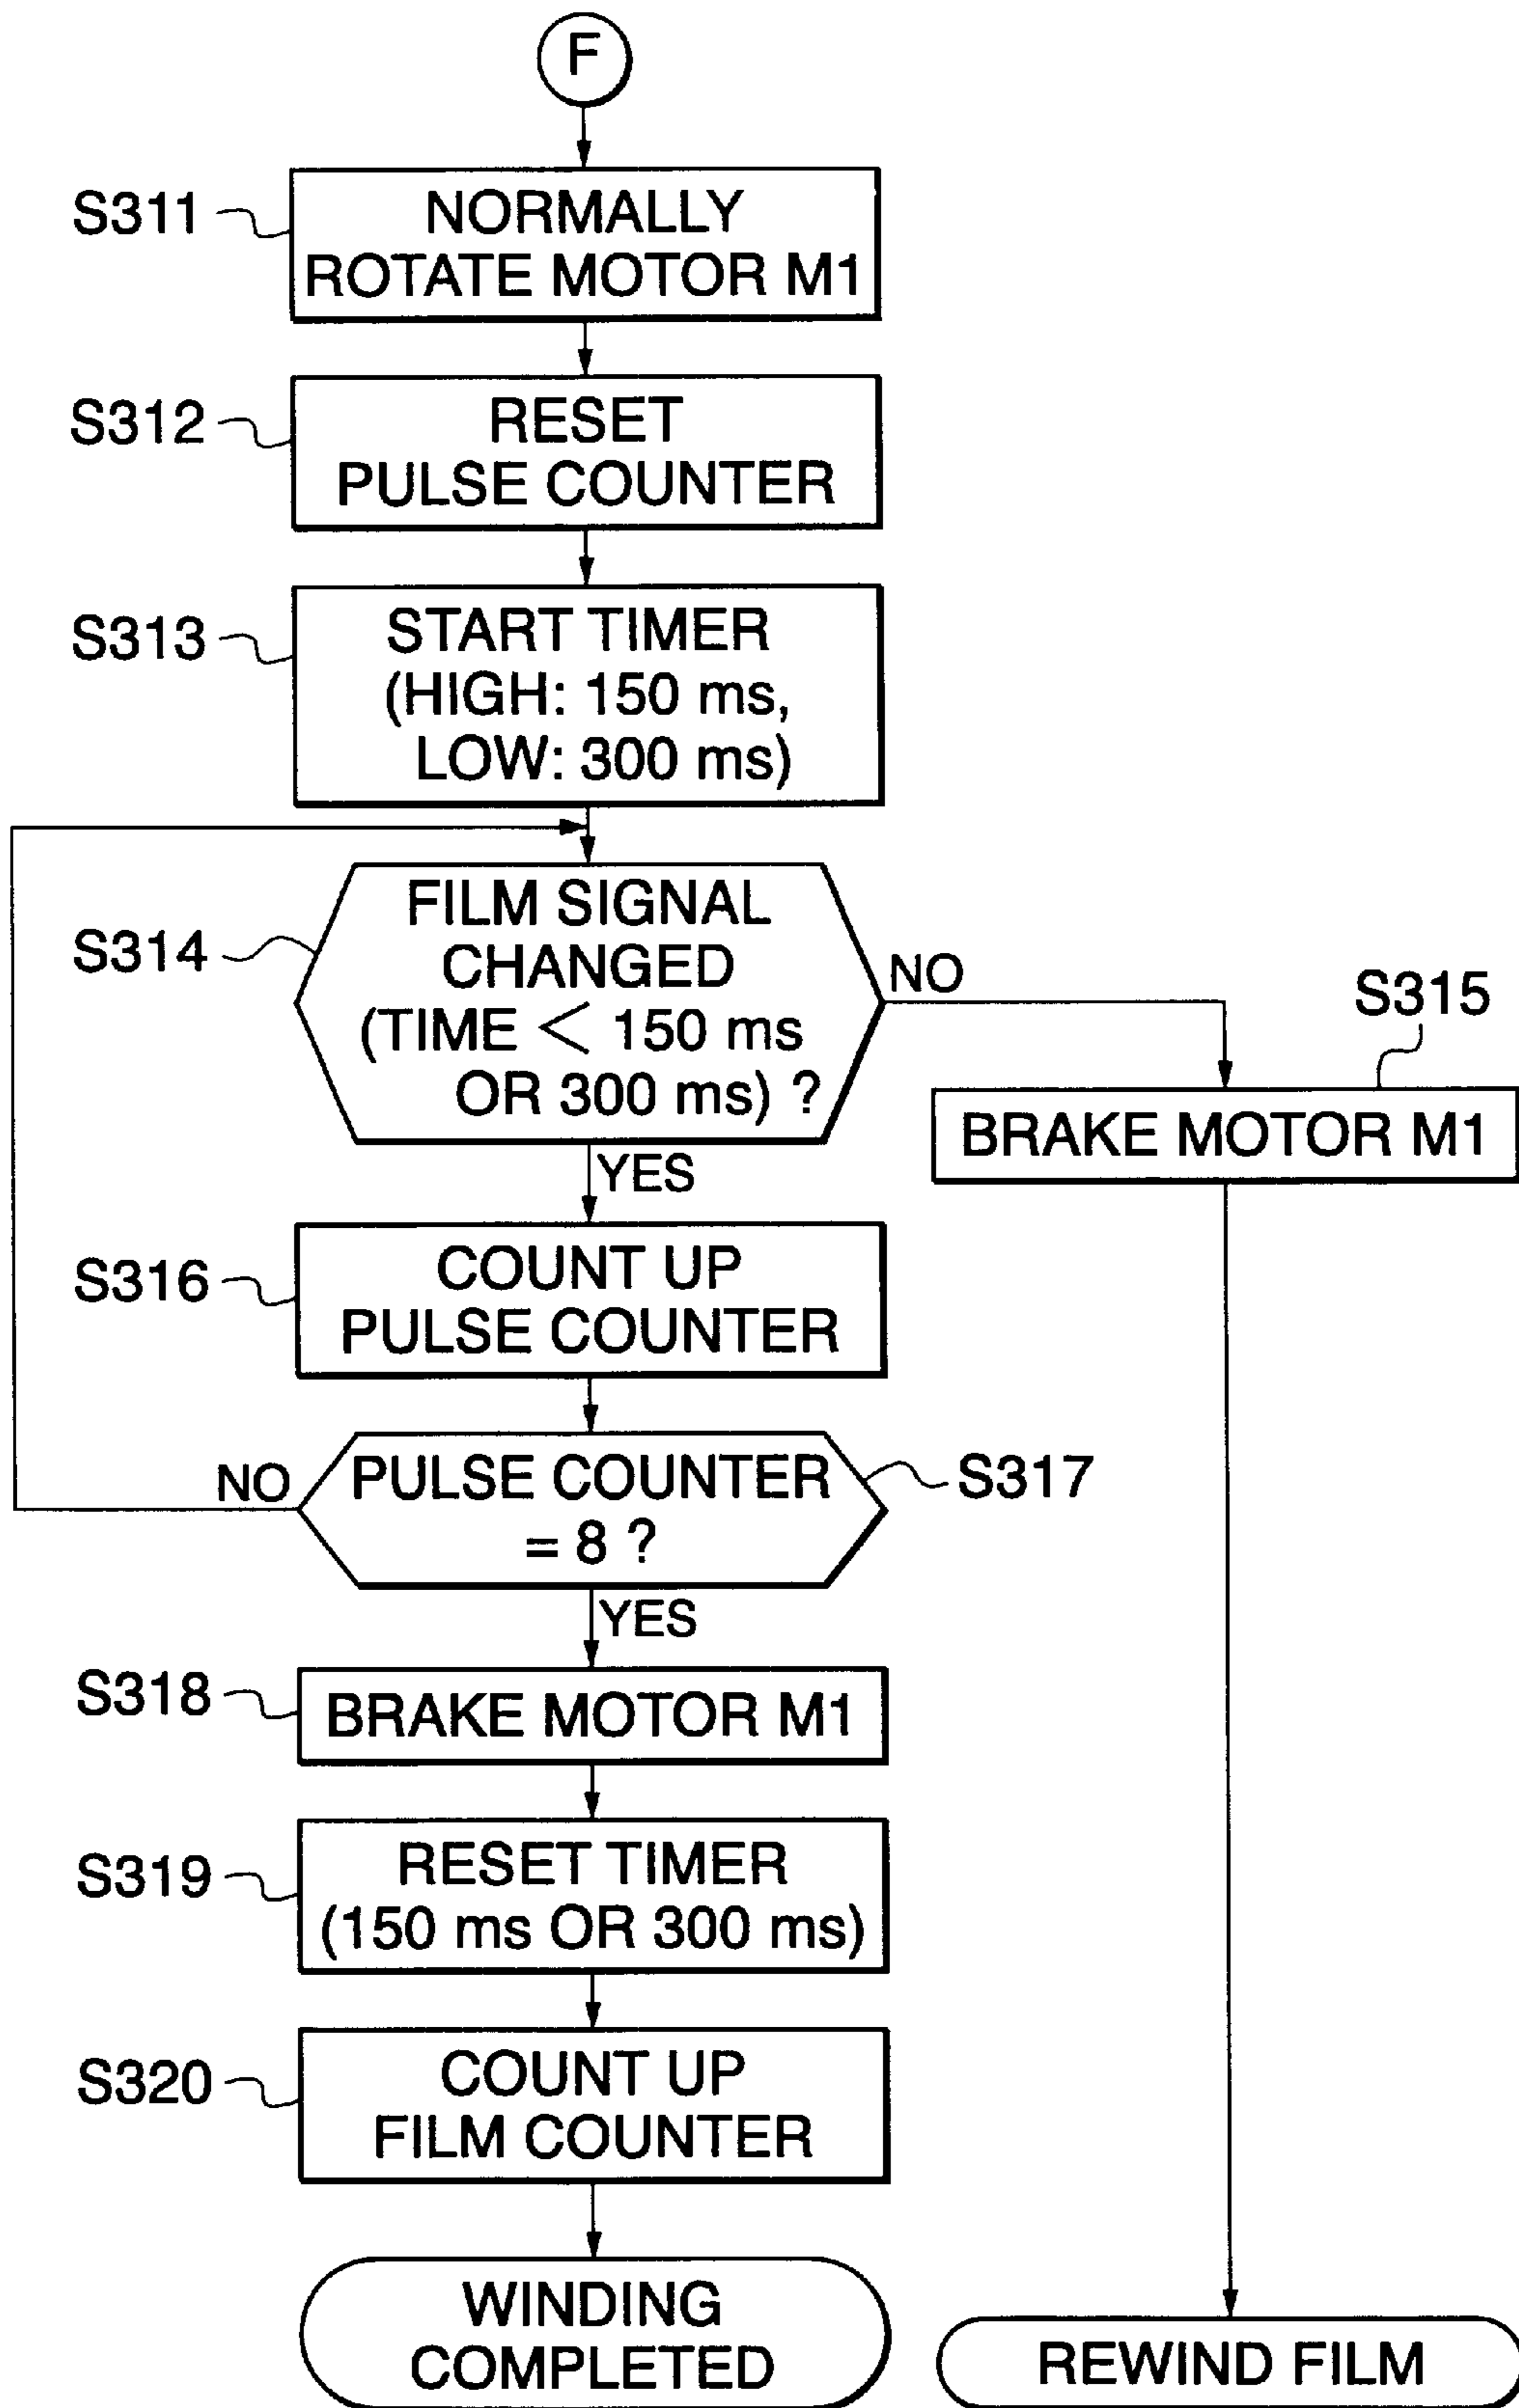 F
S311
NORMALLY
ROTATE MOTOR M1
S312
RESET
PULSE COUNTER
S313
START TIMER
(HIGH: 150 ms,
LOW: 300 ms)
S314
FILM SIGNAL
CHANGED
(TIME < 150 ms
OR 300 ms) ?
NO
S315
BRAKE MOTOR M1
YES
S316
COUNT UP
PULSE COUNTER
NO
PULSE COUNTER
= 8 ?
S317
YES
S318
BRAKE MOTOR M1
S319
RESET TIMER
(150 ms OR 300 ms)
S320
COUNT UP
FILM COUNTER
WINDING
COMPLETED
REWIND FILM